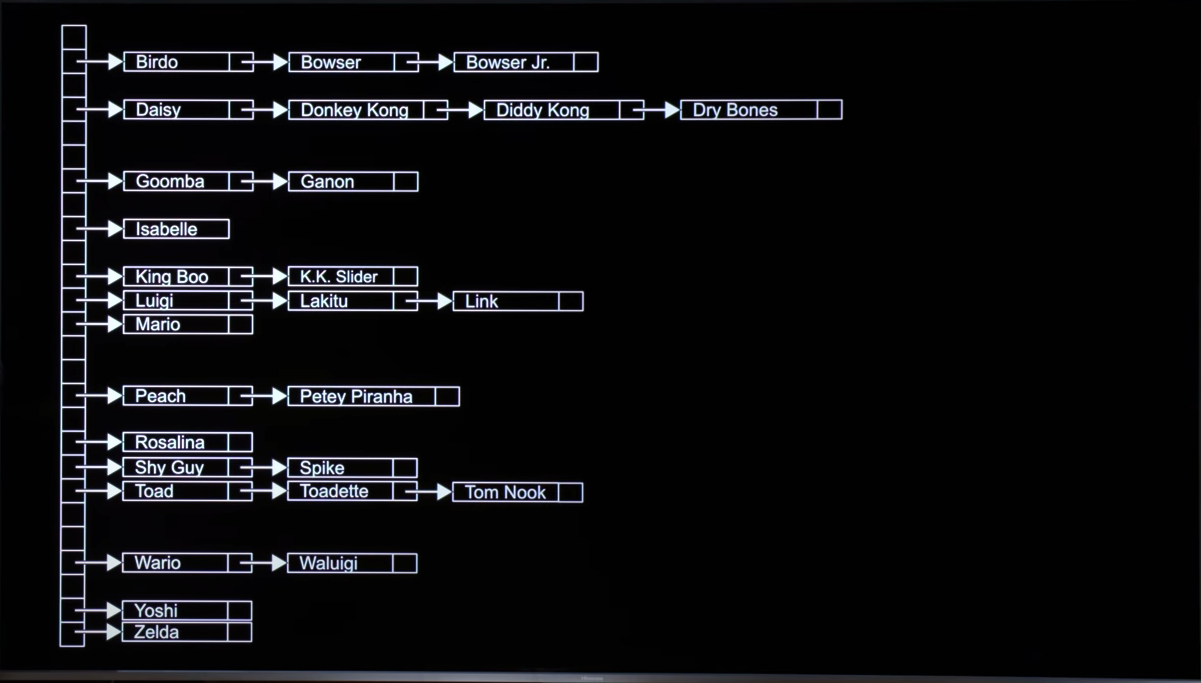 Birdo Bowser Bowser Jr.
Daisy Donkey Kong Diddy Kong Dry Bones
Goomba Ganon
Isabelle
King Boo K.K. Slider
Luigi Lakitu Link
Mario
Peach Petey Piranha
Rosalina
Shy Guy Spike
Toad Toadette Tom Nook
Wario Waluigi
Yoshi
Zelda